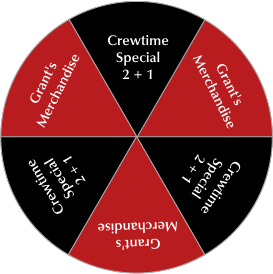 Crewtime
Special
2 + 1
Grant's
Merchandise
Crewtime
Special
2 + 1
Grant's
Merchandise
Crewtime
Special
2 + 1
Grant's
Merchandise